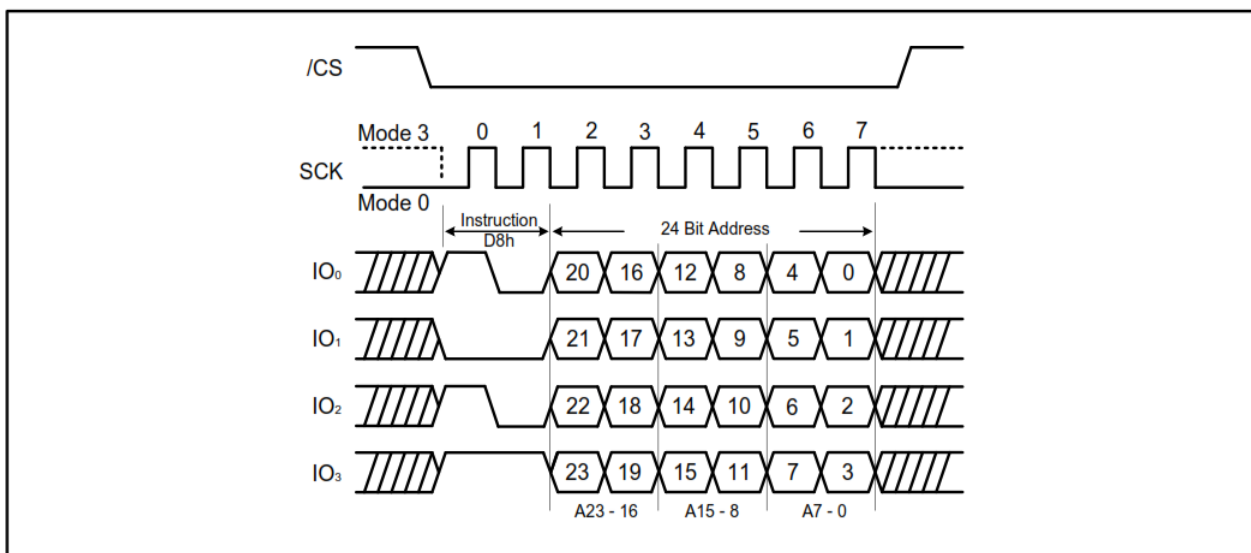 /CS
Mode 3 0 1 2 3 4 5 6 7
SCK
Mode 0
Instruction
D8h
24 Bit Address
IO₀ 20 16 12 8 4 0
IO₁ 21 17 13 9 5 1
IO₂ 22 18 14 10 6 2
IO₃ 23 19 15 11 7 3
A23 - 16 A15 - 8 A7 - 0